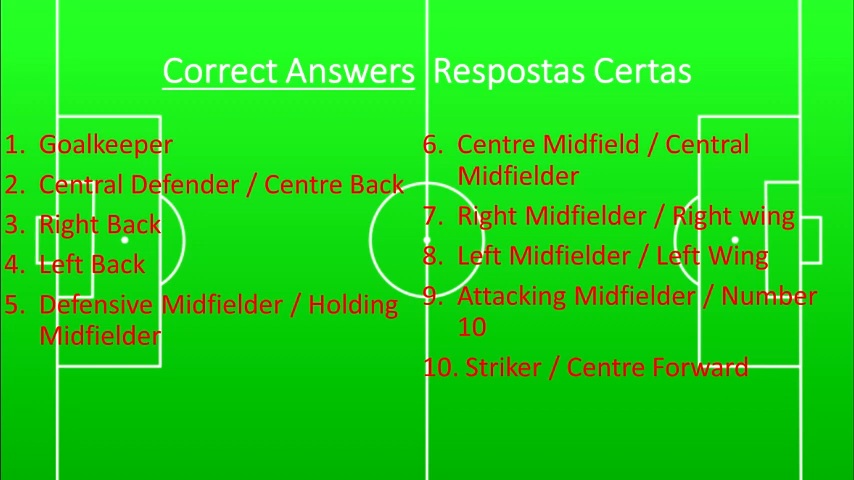 Correct Answers Respostas Certas
1. Goalkeeper
2. Central Defender / Centre Back
3. Right Back
4. Left Back
5. Defensive Midfielder / Holding
Midfielder
6. Centre Midfield / Central
Midfielder
7. Right Midfielder / Right wing
8. Left Midfielder / Left Wing
9. Attacking Midfielder / Number
10
10. Striker / Centre Forward